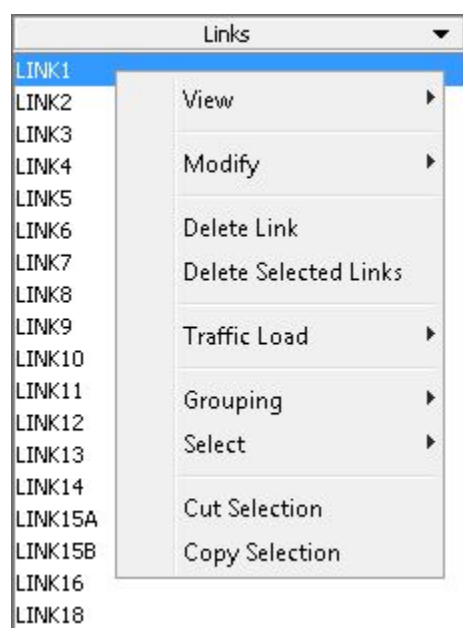 Links
LINK1
LINK2
LINK3
LINK4
LINK5
LINK6
LINK7
LINK8
LINK9
LINK10
LINK11
LINK12
LINK13
LINK14
LINK15A
LINK15B
LINK16
LINK18
View
Modify
Delete Link
Delete Selected Links
Traffic Load
Grouping
Select
Cut Selection
Copy Selection